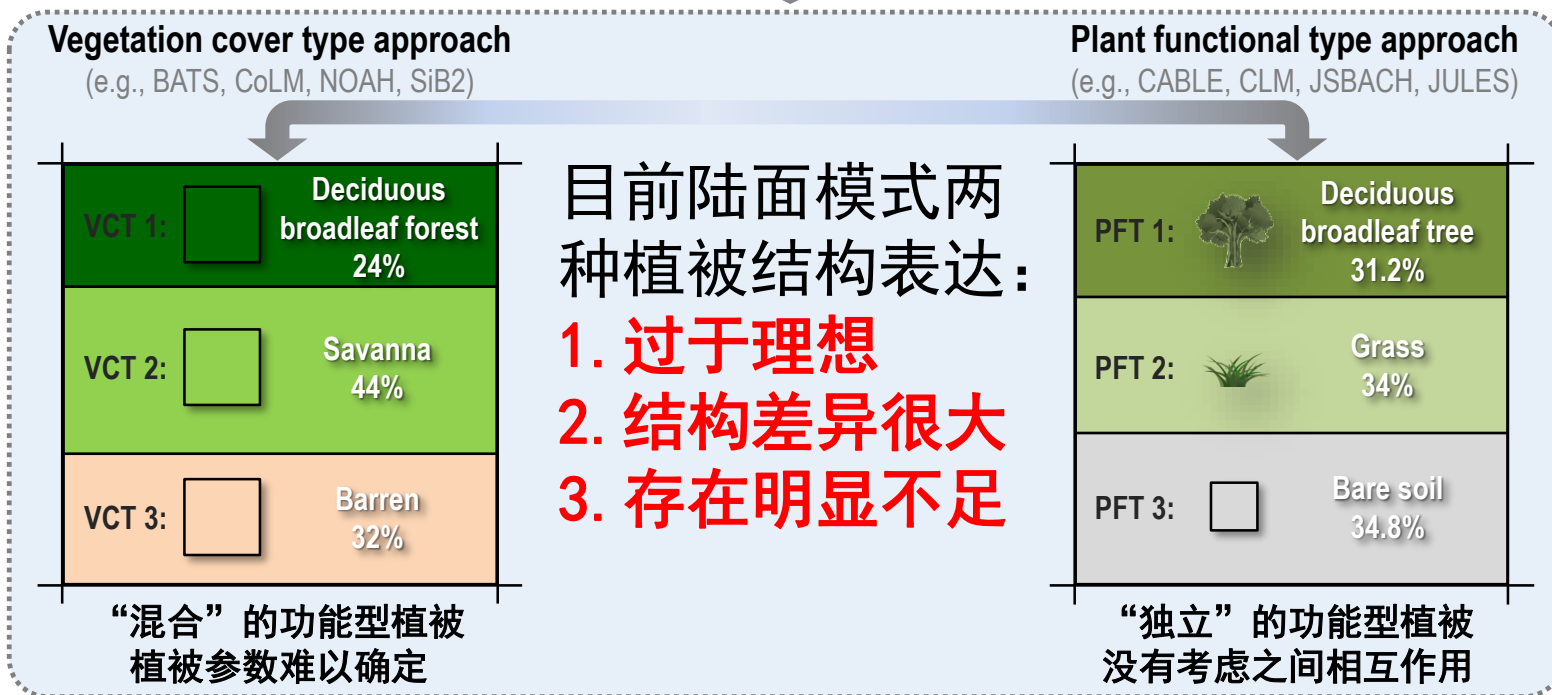 Vegetation cover type approach
(e.g., BATS, CoLM, NOAH, SiB2)
Plant functional type approach
(e.g., CABLE, CLM, JSBACH, JULES)
VCT 1:
Deciduous
broadleaf forest
24%
VCT 2:
Savanna
44%
VCT 3:
Barren
32%
“混合”的功能型植被
植被参数难以确定
目前陆面模式两
种植被结构表达：
1. 过于理想
2. 结构差异很大
3. 存在明显不足
PFT 1:
Deciduous
broadleaf tree
31.2%
PFT 2:
Grass
34%
PFT 3:
Bare soil
34.8%
“独立”的功能型植被
没有考虑之间相互作用